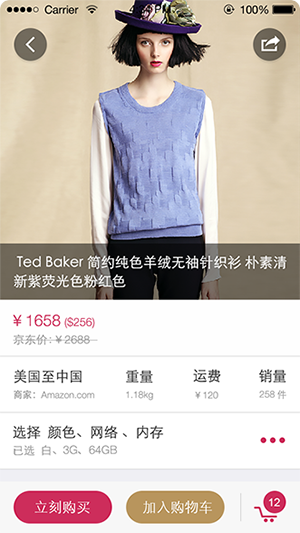 Carrier 100%
Ted Baker 简约纯色羊绒无袖针织衫 朴素清
新紫荧光色粉红色
¥ 1658 ($256)
京东价: ¥ 2688
美国至中国 重量 运费 销量
商家: Amazon.com 1.18kg ¥120 258 件
选择 颜色、网络 、内存
已选 白、3G、64GB
立刻购买 加入购物车 12